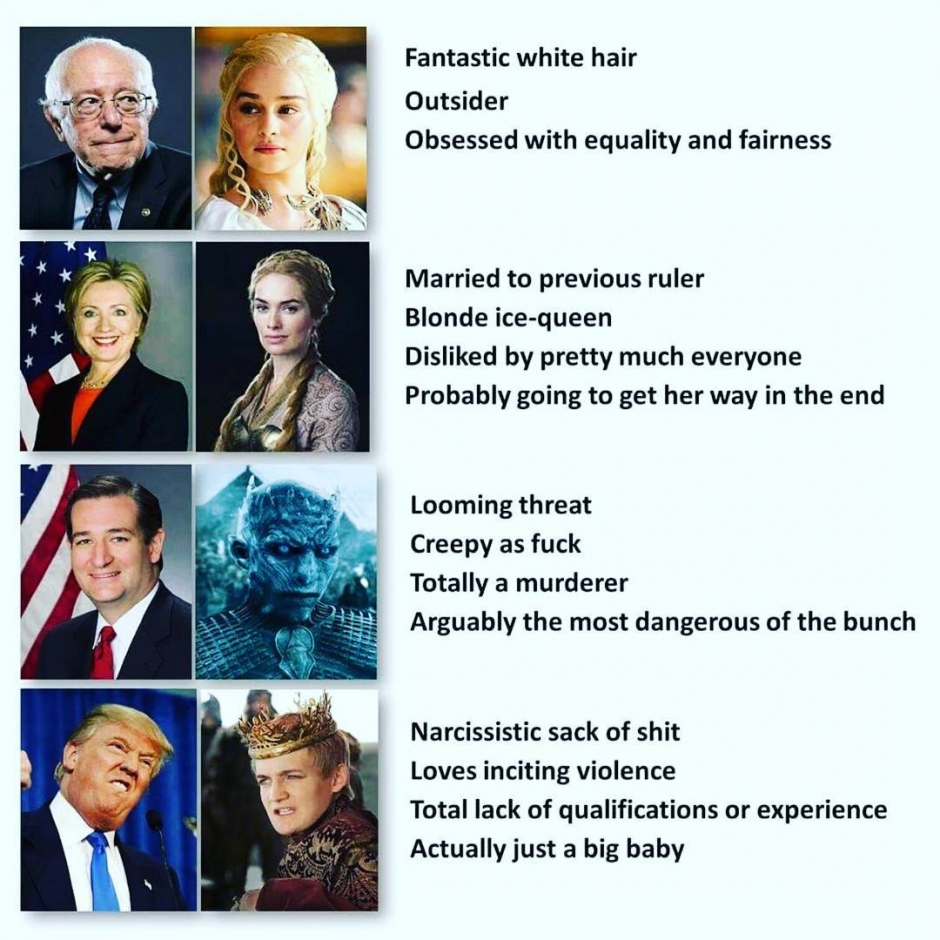 Fantastic white hair
Outsider
Obsessed with equality and fairness
Married to previous ruler
Blonde ice-queen
Disliked by pretty much everyone
Probably going to get her way in the end
Looming threat
Creepy as fuck
Totally a murderer
Arguably the most dangerous of the bunch
Narcissistic sack of shit
Loves inciting violence
Total lack of qualifications or experience
Actually just a big baby